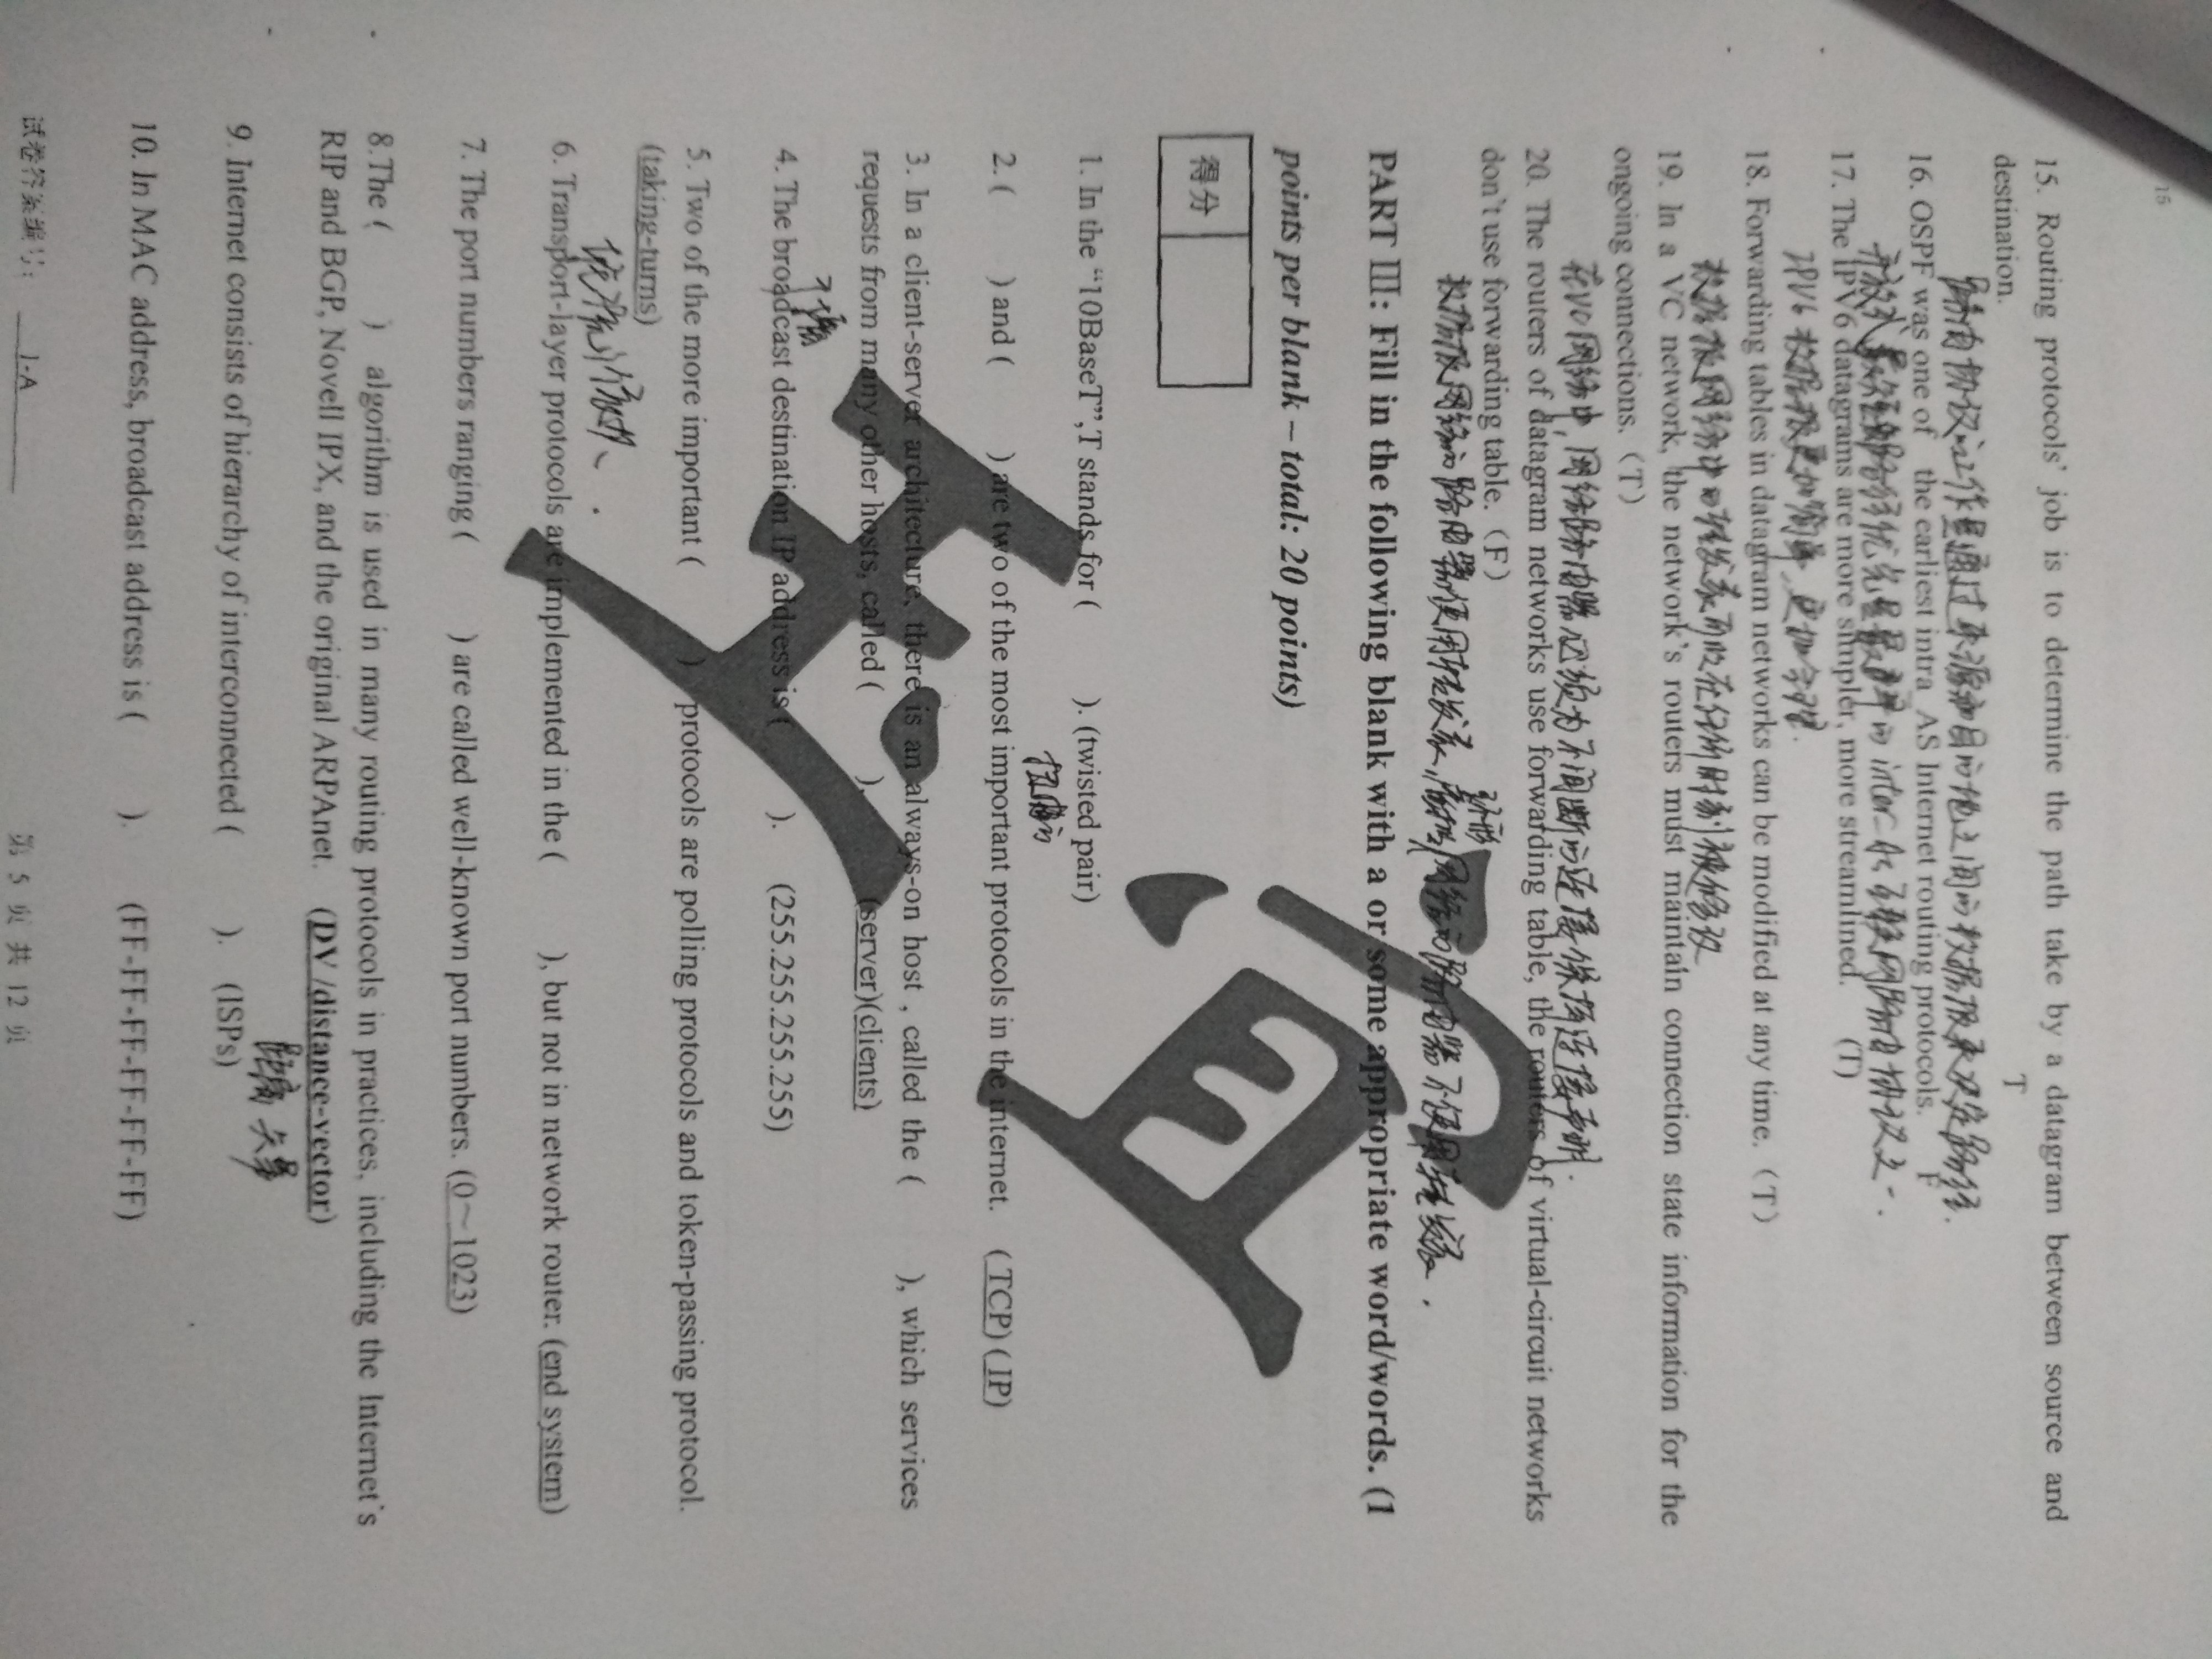 15
15. Routing protocols' job is to determine the path take by a datagram between source and
destination. T
路由协议的工作是通过来源和目的地之间的数据报来决定路径.
16. OSPF was one of the earliest intra_AS Internet routing protocols. F
开放式最短路径优先是最早的inter-As互联网路由协议之一.
17. The IPV6 datagrams are more simpler, more streamlined. (T)
IPV6 数据报更加简单,更加合理.
18. Forwarding tables in datagram networks can be modified at any time.（T）
数据报网络中的转发表可以在任何时刻被修改
19. In a VC network, the network's routers must maintain connection state information for the
ongoing connections.（T）
在VC网络中,网络路由器必须为不间断的连接保持连接声明.
20. The routers of datagram networks use forwarding table, the routers of virtual-circuit networks
don't use forwarding table.（F）
环形
数据报网络的路由器使用转发表, 网络的路由器不使用转发表.
PART Ⅲ: Fill in the following blank with a or some appropriate word/words. (1
points per blank – total: 20 points)
得分
1. In the “10BaseT”,T stands for ( ). (twisted pair)
2. ( ) and ( ) are two of the most important protocols in the internet. ( TCP) ( IP)
3. In a client-server architecture, there is an always-on host , called the ( ), which services
requests from many other hosts, called ( ), (server)(clients)
4. The broadcast destination IP address is ( ). (255.255.255.255)
5. Two of the more important ( ) protocols are polling protocols and token-passing protocol.
(taking-turns)
6. Transport-layer protocols are implemented in the ( ), but not in network router. (end system)
7. The port numbers ranging ( ) are called well-known port numbers. (0～1023)
8.The ( ) algorithm is used in many routing protocols in practices, including the Internet's
RIP and BGP, Novell IPX, and the original ARPAnet. (DV /distance-vector)
距离 矢量
9. Internet consists of hierarchy of interconnected ( ). (ISPs)
10. In MAC address, broadcast address is ( ). (FF-FF-FF-FF-FF-FF)
试卷答案编号： 1-A 第 5 页 共 12 页